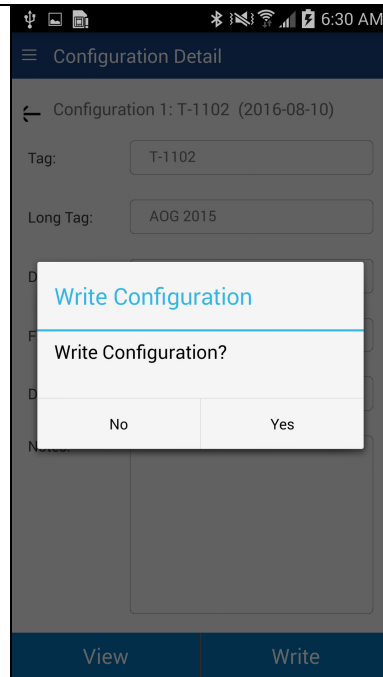 6:30 AM
Configuration Detail
Configuration 1: T-1102 (2016-08-10)
Tag: T-1102
Long Tag: AOG 2015
D
Write Configuration
F
Write Configuration?
D
No Yes
View Write